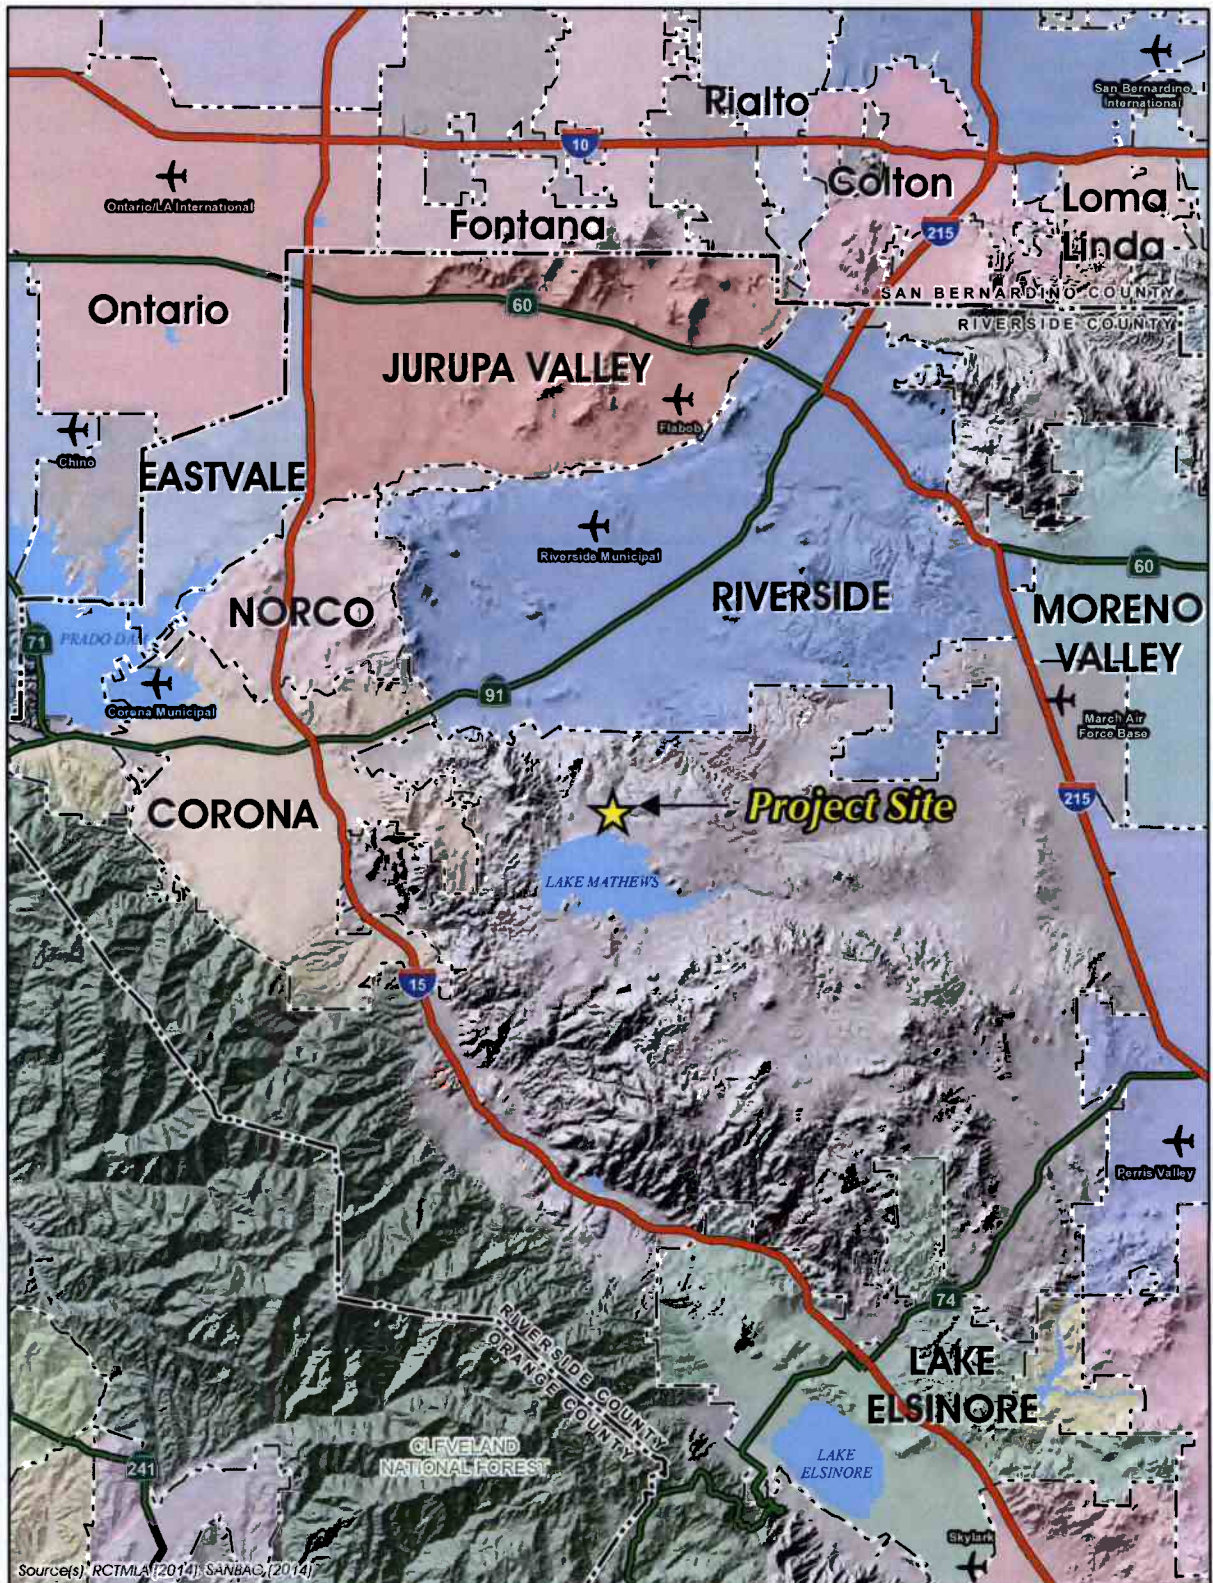 Rialto
San Bernardino
International
10
Ontario/LA International
Colton
Loma
Linda
Fontana
215
SAN BERNARDINO COUNTY
RIVERSIDE COUNTY
Ontario
60
JURUPA VALLEY
Flabob
Chino
EASTVALE
Riverside Municipal
60
NORCO
RIVERSIDE
MORENO
VALLEY
71
PRADO DAM
Corona Municipal
91
March Air
Force Base
215
CORONA
Project Site
LAKE MATHEWS
15
Perris Valley
74
RIVERSIDE COUNTY
ORANGE COUNTY
LAKE
ELSINORE
CLEVELAND
NATIONAL FOREST
241
LAKE
ELSINORE
Skylark
Source(s): RCTMLA (2014), SANBAG (2014)